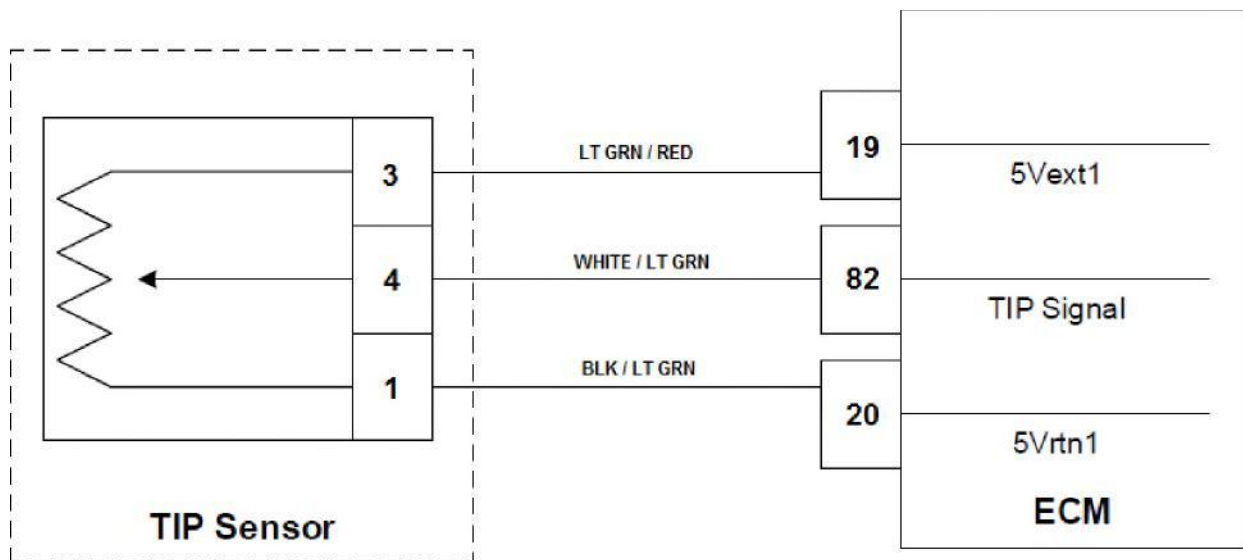 3
LT GRN / RED
19
5Vext1
4
WHITE / LT GRN
82
TIP Signal
1
BLK / LT GRN
20
5Vrtn1
TIP Sensor
ECM